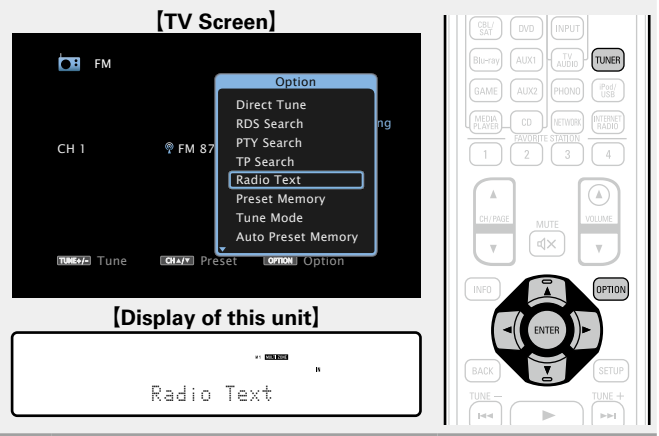 【TV Screen】
FM
Option
Direct Tune
RDS Search
ng
PTY Search
CH 1
FM 87
TP Search
Radio Text
Preset Memory
Tune Mode
Auto Preset Memory
TUNE+/- Tune
CH▲/▼ Preset
OPTION Option
【Display of this unit】
M1 MULTI ZONE
IN
Radio Text
CBL/SAT DVD INPUT
Blu-ray AUX1 TV AUDIO TUNER
GAME AUX2 PHONO iPod/USB
MEDIA PLAYER CD NETWORK INTERNET RADIO
FAVORITE STATION
1 2 3 4
CH/PAGE MUTE VOLUME
INFO OPTION
ENTER
BACK SETUP
TUNE − TUNE +